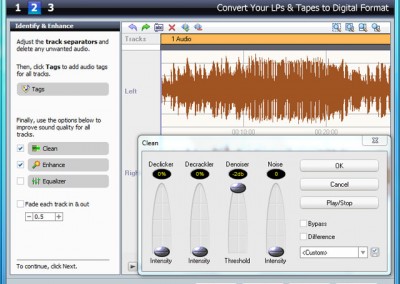 1 2 3
Convert Your LPs & Tapes to Digital Format
Identify & Enhance
Adjust the track separators and
delete any unwanted audio.
Then, click Tags to add audio tags
for all tracks.
Tags
Finally, use the options below to
improve sound quality for all
tracks.
Clean
Enhance
Equalizer
Fade each track in & out
0.5
To continue, click Next.
Tracks
1 Audio
Left
00:10:00
00:20:00
Right
Clean
Declicker Decrackler Denoiser Noise
0% 0% -2db 0
Intensity Intensity Threshold Intensity
OK
Cancel
Play/Stop
Bypass
Difference
<Custom>